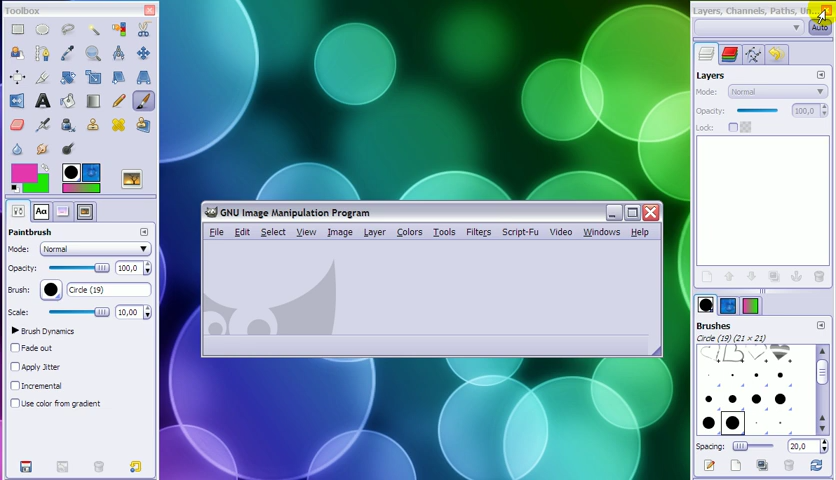 Toolbox
Paintbrush
Mode: Normal
Opacity: 100,0
Brush: Circle (19)
Scale: 10,00
Brush Dynamics
Fade out
Apply Jitter
Incremental
Use color from gradient
GNU Image Manipulation Program
File Edit Select View Image Layer Colors Tools Filters Script-Fu Video Windows Help
Layers, Channels, Paths, Un...
Auto
Layers
Mode: Normal
Opacity: 100,0
Lock:
Brushes
Circle (19) (21 × 21)
Spacing: 20,0